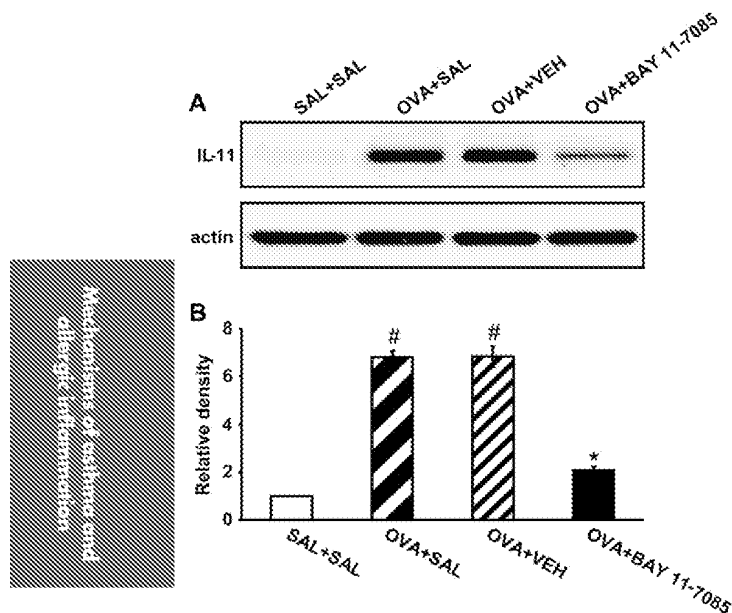 A
SAL+SAL
OVA+SAL
OVA+VEH
OVA+BAY 11-7085
IL-11
actin
Mechanisms of asthma and
allergic inflammation
B
Relative density
8
6
4
2
0
#
#
*
SAL+SAL
OVA+SAL
OVA+VEH
OVA+BAY 11-7085